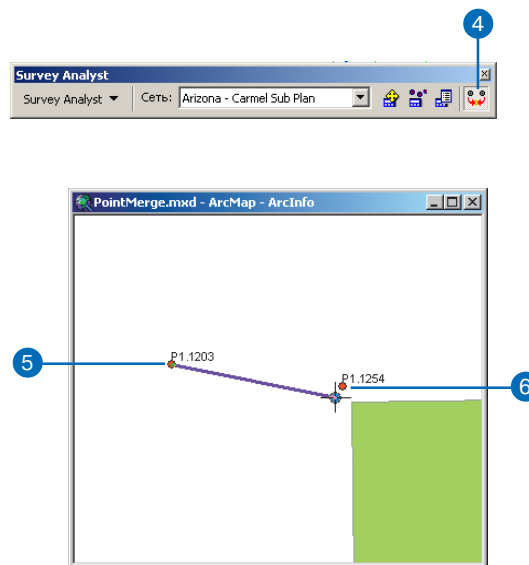 4
Survey Analyst
Survey Analyst Сеть: Arizona - Carmel Sub Plan
PointMerge.mxd - ArcMap - ArcInfo
P1.1203
5
P1.1254
6